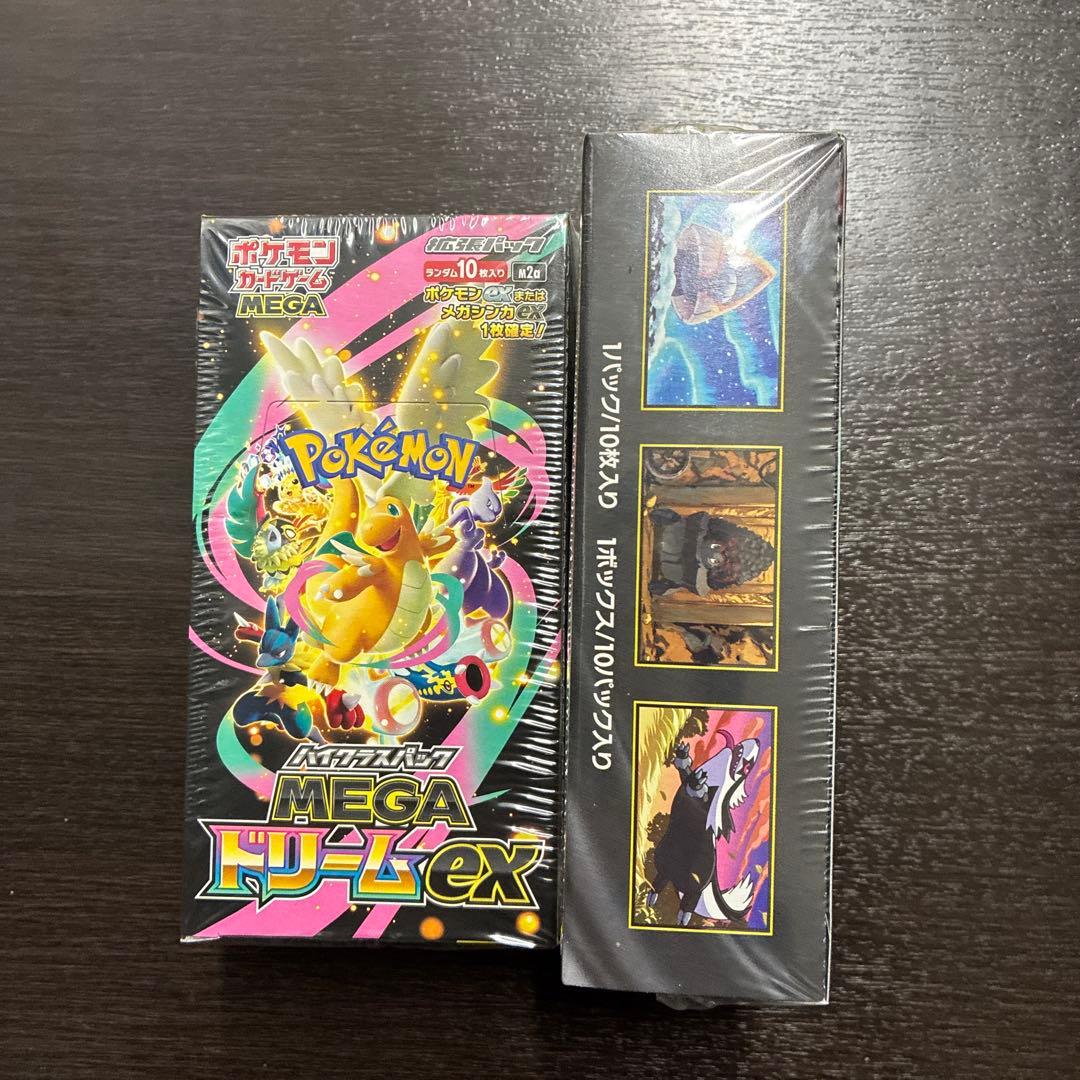 ポケモン
カードゲーム
MEGA
拡張パック
ランダム10枚入り M2a
ポケモンexまたは
メガシンカex
1枚確定!
POKéMON
TM
ハイクラスパック
MEGA
ドリームex
1パック/10枚入り 1ボックス/10パック入り